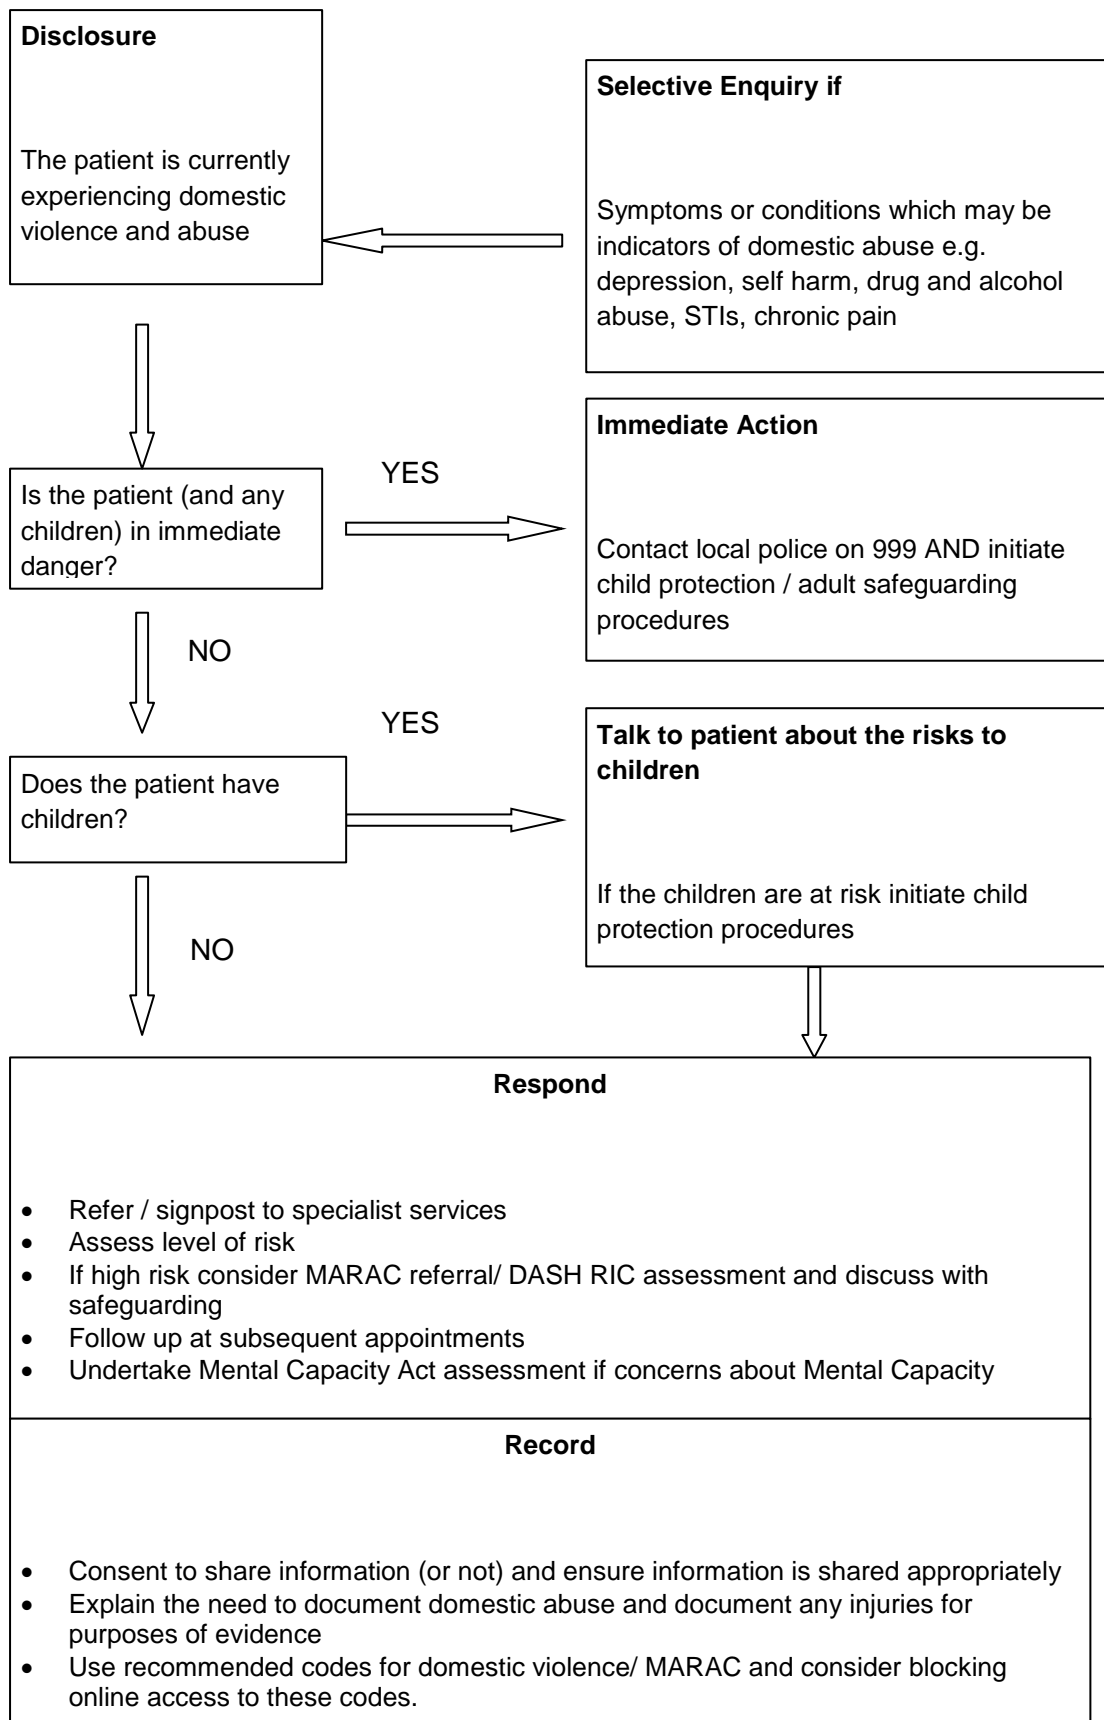 Disclosure
The patient is currently
experiencing domestic
violence and abuse
Selective Enquiry if
Symptoms or conditions which may be
indicators of domestic abuse e.g.
depression, self harm, drug and alcohol
abuse, STIs, chronic pain
Is the patient (and any
children) in immediate
danger?
YES
Immediate Action
Contact local police on 999 AND initiate
child protection / adult safeguarding
procedures
NO
Does the patient have
children?
YES
Talk to patient about the risks to
children
If the children are at risk initiate child
protection procedures
NO
Respond
• Refer / signpost to specialist services
• Assess level of risk
• If high risk consider MARAC referral/ DASH RIC assessment and discuss with
safeguarding
• Follow up at subsequent appointments
• Undertake Mental Capacity Act assessment if concerns about Mental Capacity
Record
• Consent to share information (or not) and ensure information is shared appropriately
• Explain the need to document domestic abuse and document any injuries for
purposes of evidence
• Use recommended codes for domestic violence/ MARAC and consider blocking
online access to these codes.